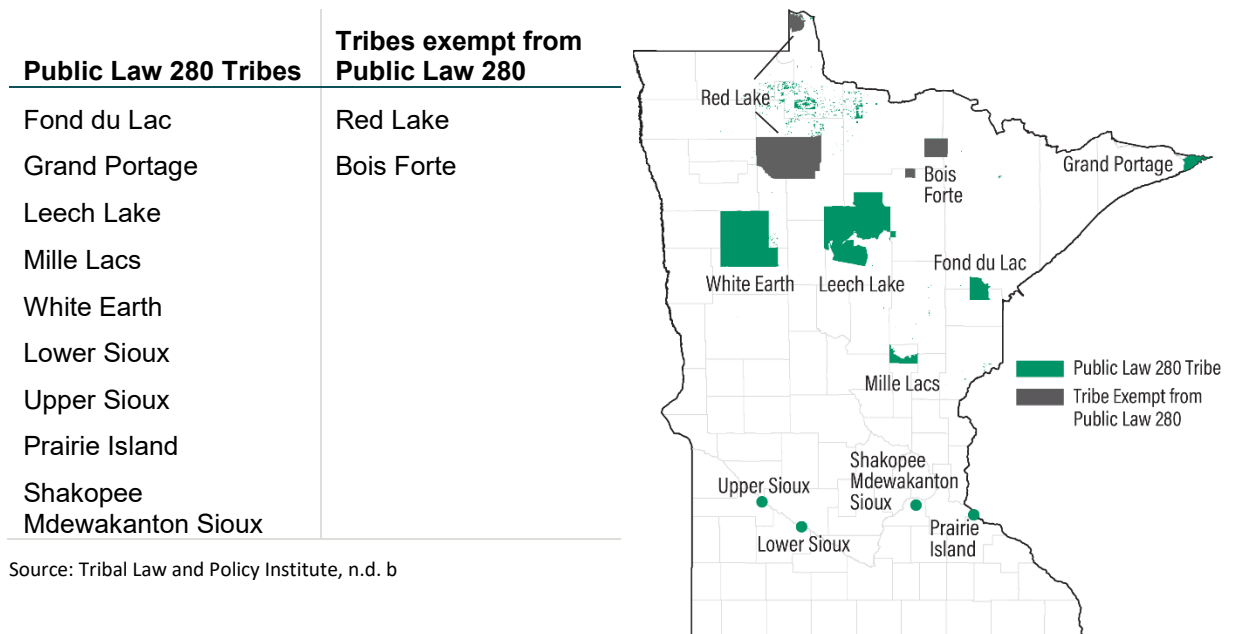 Public Law 280 Tribes
Tribes exempt from
Public Law 280
Fond du Lac
Red Lake
Grand Portage
Bois Forte
Leech Lake
Mille Lacs
White Earth
Lower Sioux
Upper Sioux
Prairie Island
Shakopee
Mdewakanton Sioux
Source: Tribal Law and Policy Institute, n.d. b
Red Lake
Grand Portage
Bois
Forte
White Earth
Leech Lake
Fond du Lac
Mille Lacs
Public Law 280 Tribe
Tribe Exempt from
Public Law 280
Upper Sioux
Shakopee
Mdewakanton
Sioux
Lower Sioux
Prairie
Island